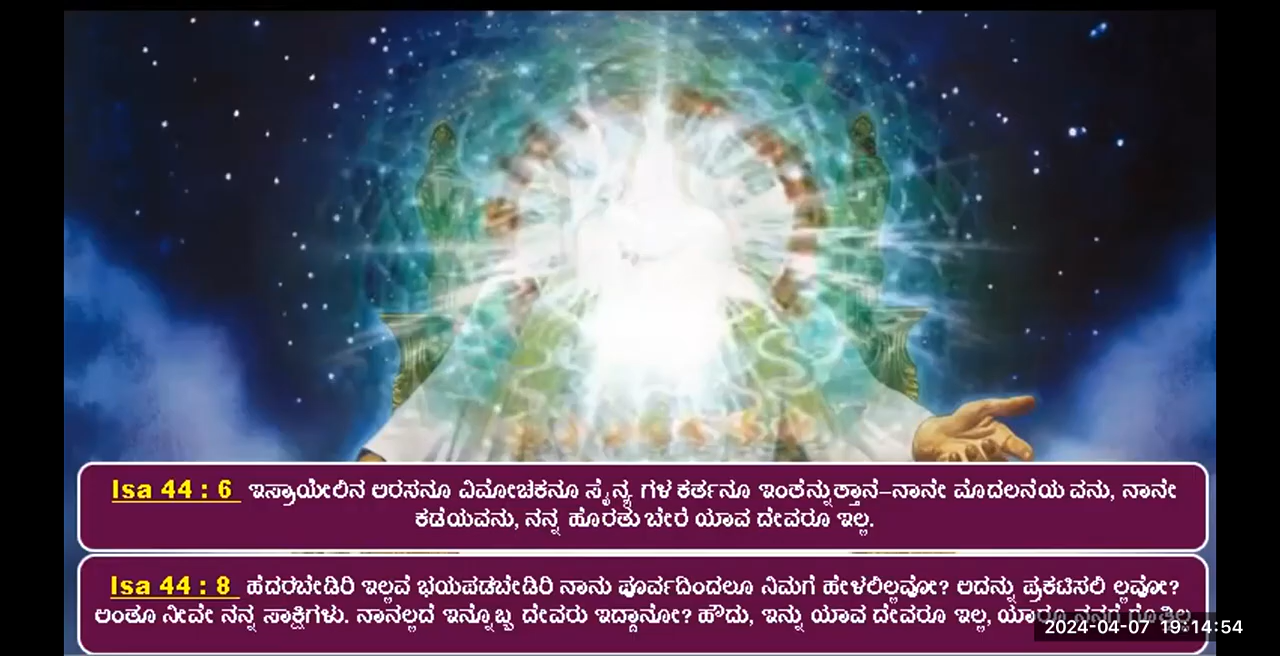 Isa 44 : 6 ಇಸ್ರಾಯೇಲಿನ ಅರಸನೂ ವಿಮೋಚಕನೂ ಸೈನ್ಯ ಗಳ ಕರ್ತನೂ ಇಂತೆನ್ನುತ್ತಾನೆ–ನಾನೇ ಮೊದಲನೆಯ ವನು, ನಾನೇ
ಕಡೆಯವನು, ನನ್ನ ಹೊರತು ಬೇರೆ ಯಾವ ದೇವರೂ ಇಲ್ಲ.
Isa 44 : 8 ಹೆದರಬೇಡಿರಿ ಇಲ್ಲವೆ ಭಯಪಡಬೇಡಿರಿ ನಾನು ಪೂರ್ವದಿಂದಲೂ ನಿಮಗೆ ಹೇಳಲಿಲ್ಲವೋ? ಅದನ್ನು ಪ್ರಕಟಿಸಲಿ ಲ್ಲವೋ?
ಅಂತೂ ನೀವೇ ನನ್ನ ಸಾಕ್ಷಿಗಳು. ನಾನಲ್ಲದೆ ಇನ್ನೊಬ್ಬ ದೇವರು ಇದ್ದಾನೋ? ಹೌದು, ಇನ್ನು ಯಾವ ದೇವರೂ ಇಲ್ಲ, ಯಾರೂ ನನಗೆ ಗೊತ್ತಿಲ್ಲ
2024-04-07 19:14:54